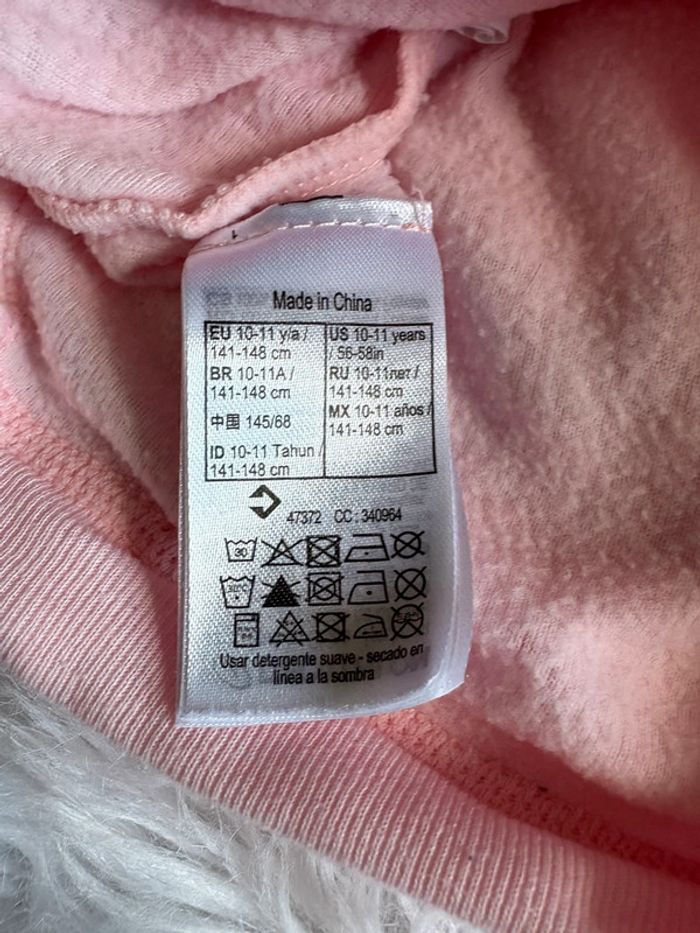 Made in China
EU 10-11 y/a /
141-148 cm
BR 10-11A /
141-148 cm
中国 145/68
ID 10-11 Tahun /
141-148 cm
US 10-11 years
/ 56-58in
RU 10-11лет /
141-148 cm
MX 10-11 años /
141-148 cm
47372 CC : 340964
30
30°C
Usar detergente suave - secado en
línea a la sombra